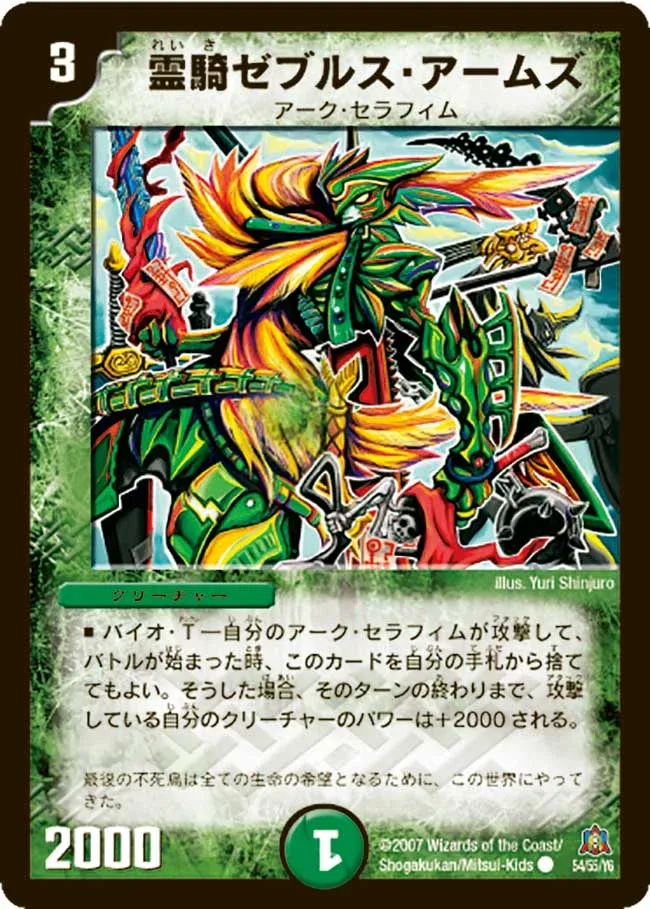 3
れいき
霊騎ゼブルス・アームズ
アーク・セラフィム
illus. Yuri Shinjuro
クリーチャー
■ バイオ・T―自分のアーク・セラフィムが攻撃して、
バトルが始まった時、このカードを自分の手札から捨て
てもよい。そうした場合、そのターンの終わりまで、攻撃
している自分のクリーチャーのパワーは+2000される。
最後の不死鳥は全ての生命の希望となるために、この世界にやって
きた。
2000
1
©2007 Wizards of the Coast/
Shogakukan/Mitsui-Kids
54/55/Y6